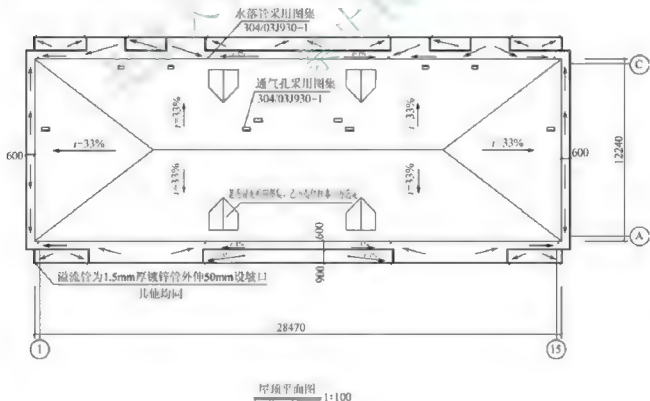 水落管采用图集
304/03J930-1
C
通气孔采用图集
304/03J930-1
i=33%
i=33%
i=33%
i=33%
600
600
12240
i=33%
i=33%
A
600
900
溢流管为1.5mm厚镀锌管外伸50mm设坡口
其他均同
28470
1
15
屋顶平面图 1:100